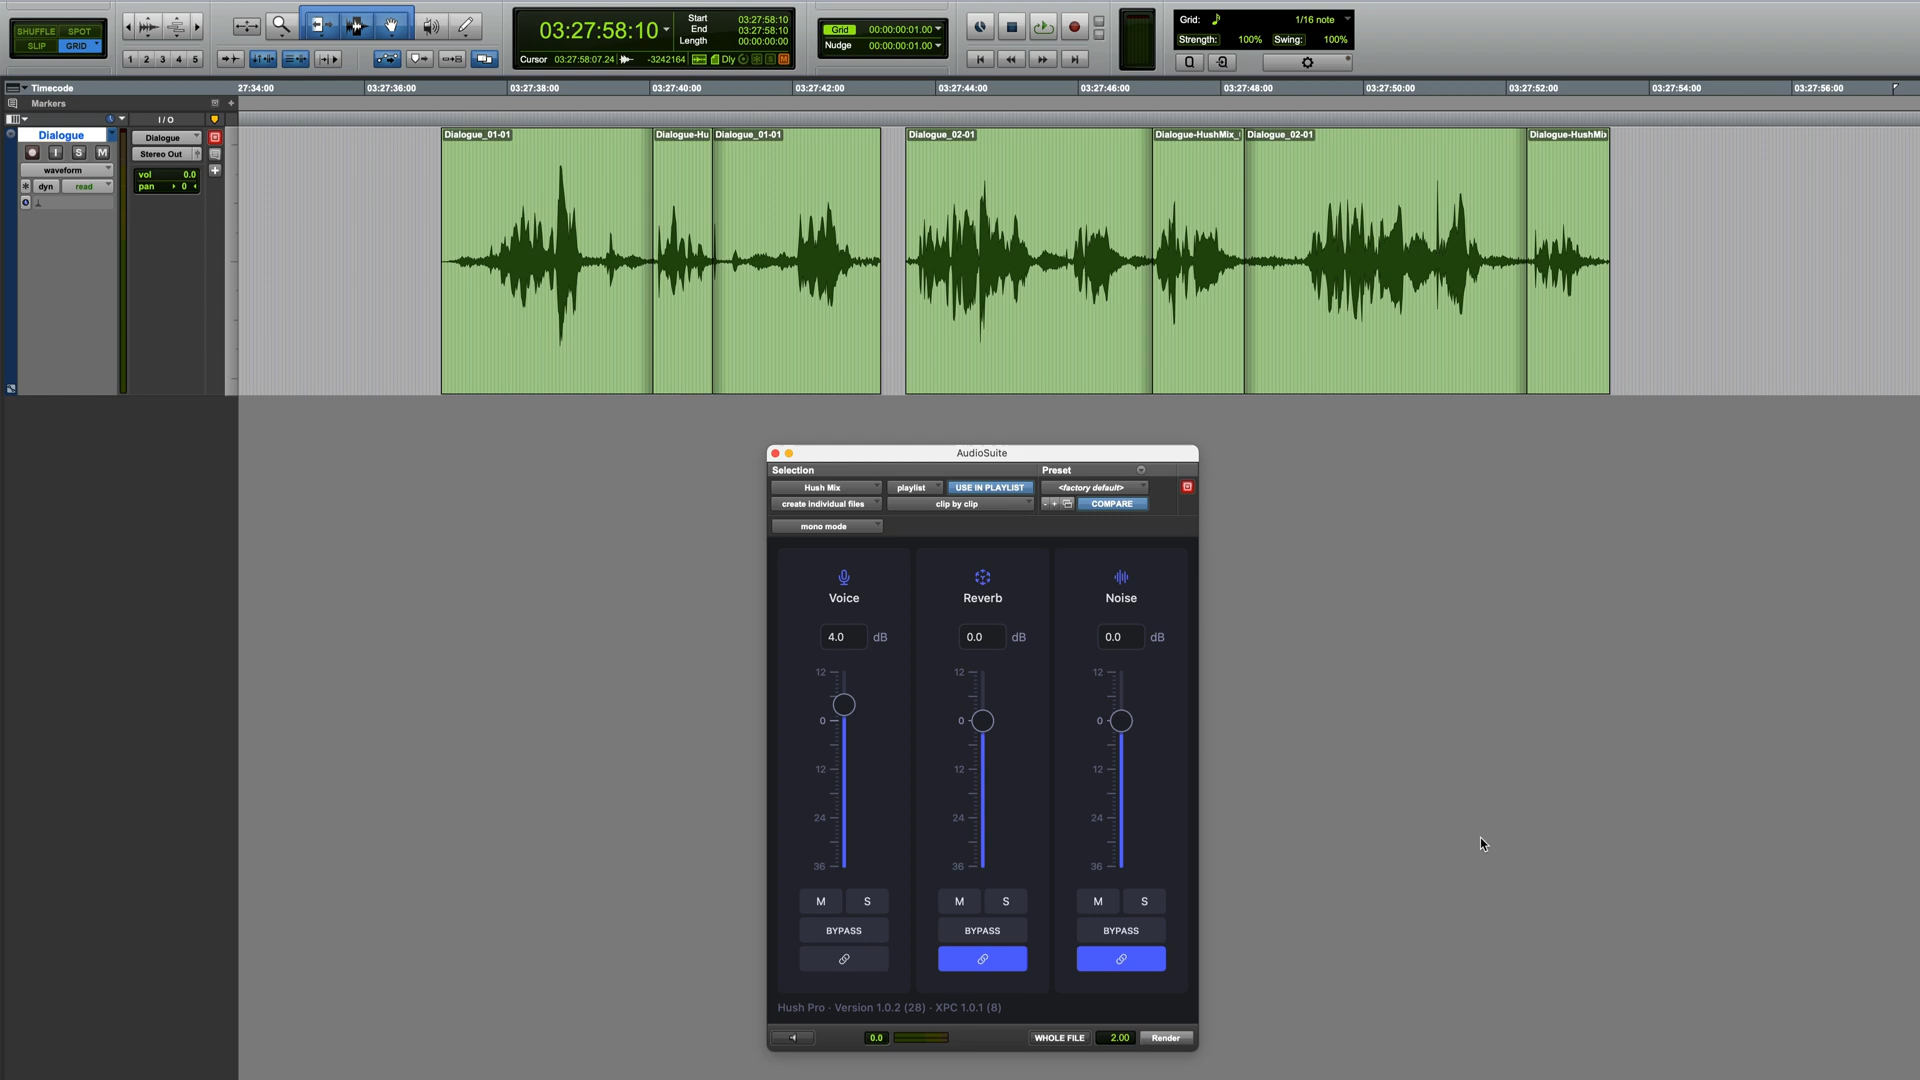 SHUFFLE SPOT
SLIP GRID
1 2 3 4 5
03:27:58:10
Start 03:27:58:10
End 03:27:58:10
Length 00:00:00:00
Cursor 03:27:58:07.24 -3242164 Dly S M
Grid 00:00:00:01.00
Nudge 00:00:00:01.00
Grid: 1/16 note
Strength: 100% Swing: 100%
Q
Timecode
27:34:00 03:27:36:00 03:27:38:00 03:27:40:00 03:27:42:00 03:27:44:00 03:27:46:00 03:27:48:00 03:27:50:00 03:27:52:00 03:27:54:00 03:27:56:00
Markers
I / O
Dialogue
I S M
waveform
dyn read
Dialogue
Stereo Out
vol 0.0
pan 0
Dialogue_01-01 Dialogue-Hu Dialogue_01-01 Dialogue_02-01 Dialogue-HushMix_ Dialogue_02-01 Dialogue-HushMix
AudioSuite
Selection Preset
Hush Mix playlist USE IN PLAYLIST <factory default>
create individual files clip by clip - + COMPARE
mono mode
Voice Reverb Noise
4.0 dB 0.0 dB 0.0 dB
12 12 12
0 0 0
12 12 12
24 24 24
36 36 36
M S M S M S
BYPASS BYPASS BYPASS
Hush Pro - Version 1.0.2 (28) - XPC 1.0.1 (8)
0.0 WHOLE FILE 2.00 Render